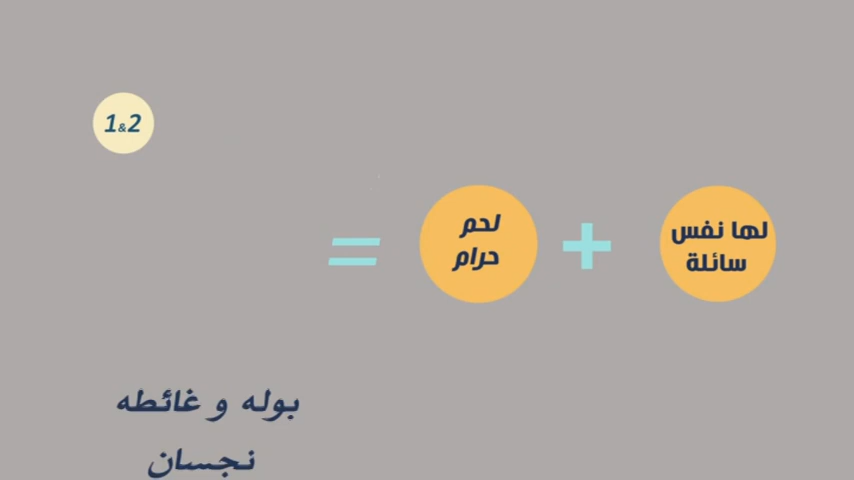 1&2
لها نفس
سائلة
+
لحم
حرام
=
بوله و غائطه
نجسان